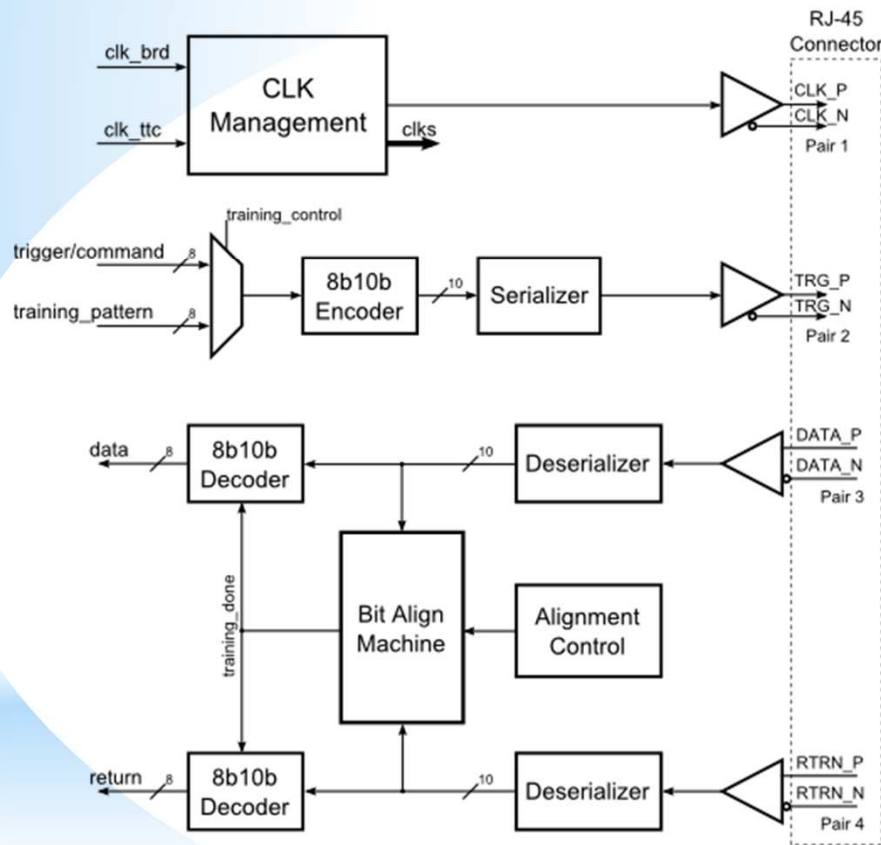 RJ-45
Connector
clk_brd
CLK
Management
clk_ttc
clks
CLK_P
CLK_N
Pair 1
training_control
trigger/command
8
training_pattern
8
8b10b
Encoder
10
Serializer
TRG_P
TRG_N
Pair 2
data
8
8b10b
Decoder
10
Deserializer
DATA_P
DATA_N
Pair 3
training_done
Bit Align
Machine
Alignment
Control
return
8
8b10b
Decoder
10
Deserializer
RTRN_P
RTRN_N
Pair 4